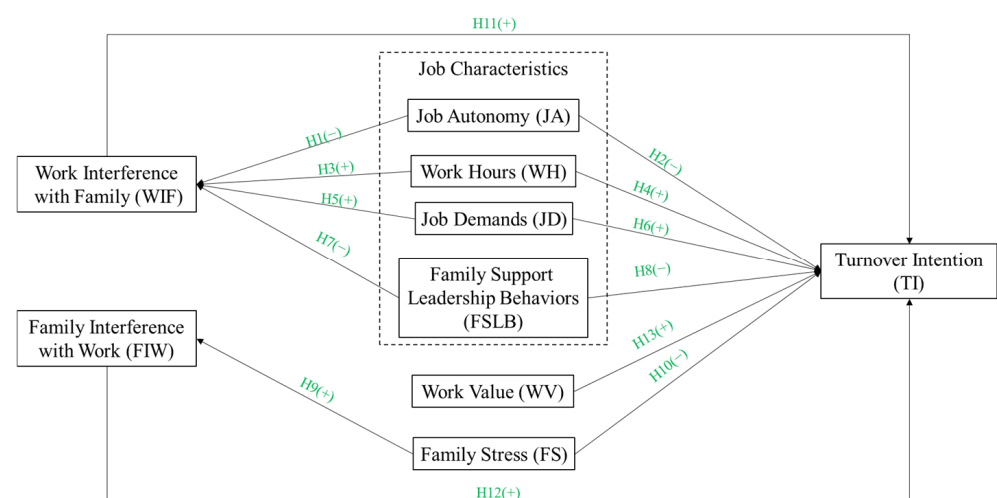 H11(+)
Job Characteristics
Job Autonomy (JA)
H1(−)
H2(−)
Work Interference
with Family (WIF)
H3(+)
Work Hours (WH)
H4(+)
H5(+)
Job Demands (JD)
H6(+)
H7(−)
Family Support
Leadership Behaviors
(FSLB)
H8(−)
Turnover Intention
(TI)
Family Interference
with Work (FIW)
H13(+)
H10(−)
Work Value (WV)
H9(+)
Family Stress (FS)
H12(+)